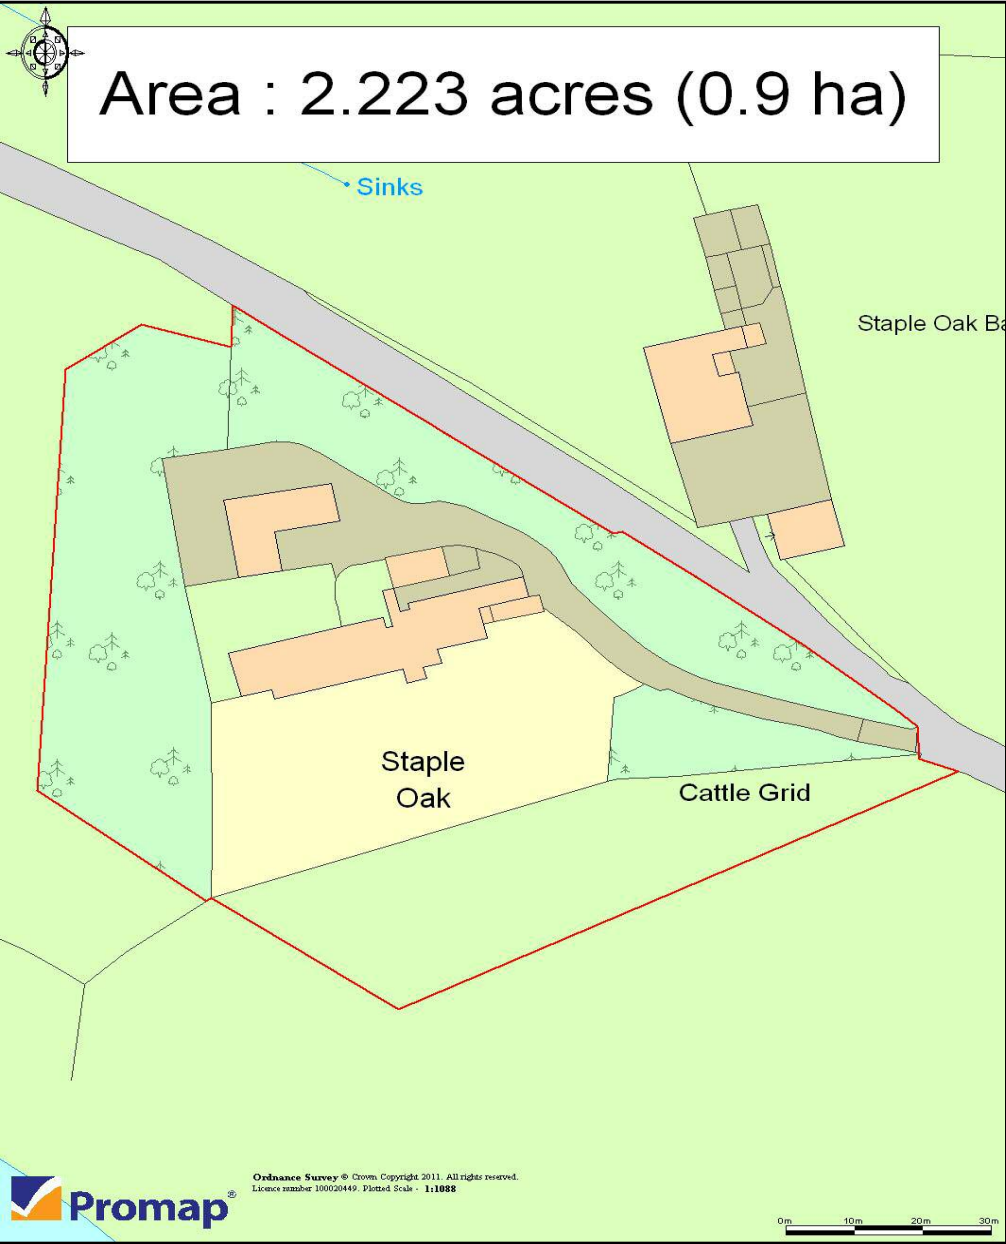 Area : 2.223 acres (0.9 ha)
Sinks
Staple Oak Ba
Staple
Oak
Cattle Grid
Promap®
Ordnance Survey © Crown Copyright 2011. All rights reserved.
Licence number 100020449. Plotted Scale - 1:1088
0m 10m 20m 30m